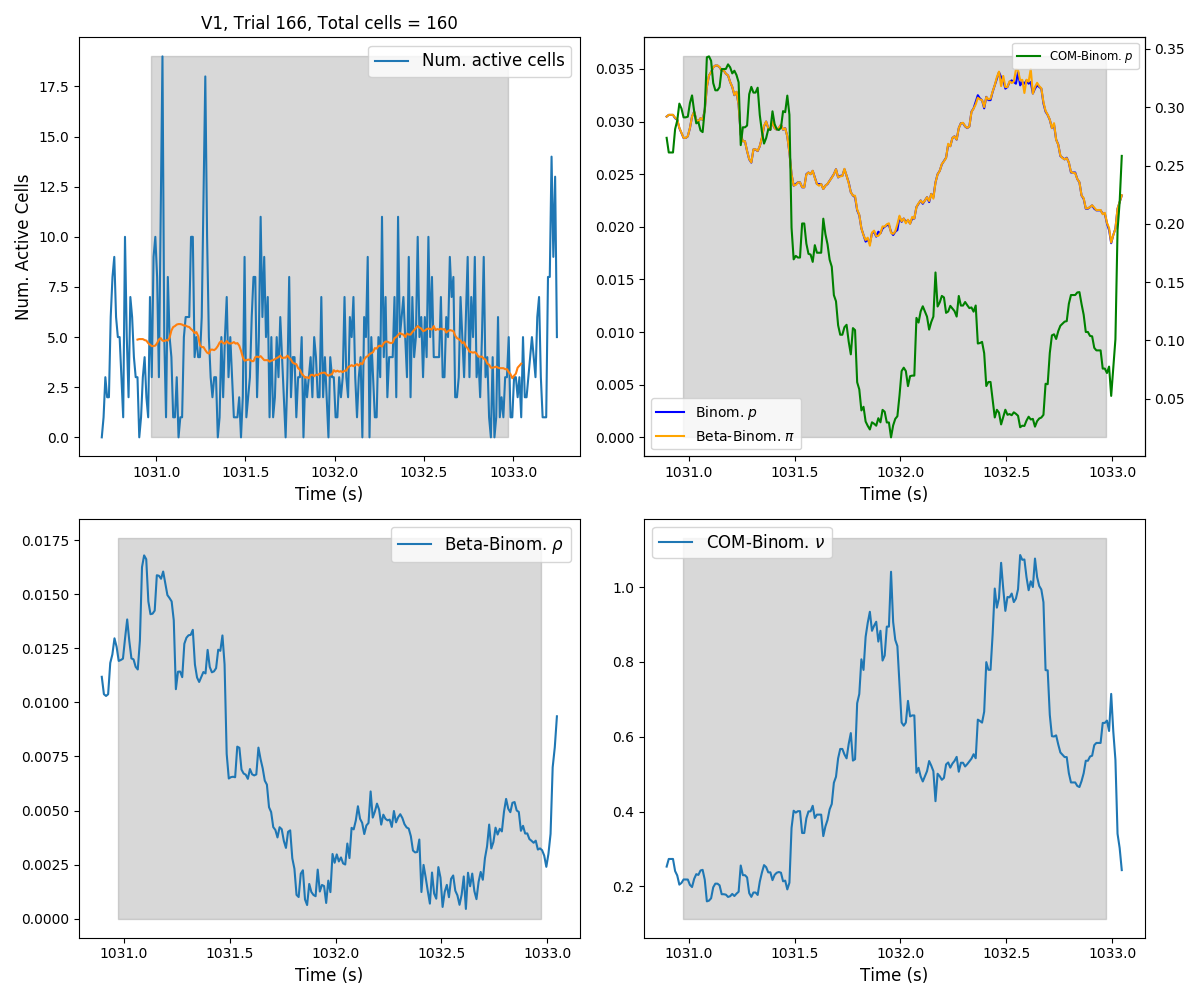 V1, Trial 166, Total cells = 160
Num. active cells
17.5
15.0
12.5
10.0
7.5
5.0
2.5
0.0
Num. Active Cells
1031.0 1031.5 1032.0 1032.5 1033.0
Time (s)
COM-Binom. p
0.035
0.030
0.025
0.020
0.015
0.010
0.005
0.000
0.35
0.30
0.25
0.20
0.15
0.10
0.05
Binom. p
Beta-Binom. π
1031.0 1031.5 1032.0 1032.5 1033.0
Time (s)
Beta-Binom. ρ
0.0175
0.0150
0.0125
0.0100
0.0075
0.0050
0.0025
0.0000
1031.0 1031.5 1032.0 1032.5 1033.0
Time (s)
COM-Binom. ν
1.0
0.8
0.6
0.4
0.2
1031.0 1031.5 1032.0 1032.5 1033.0
Time (s)